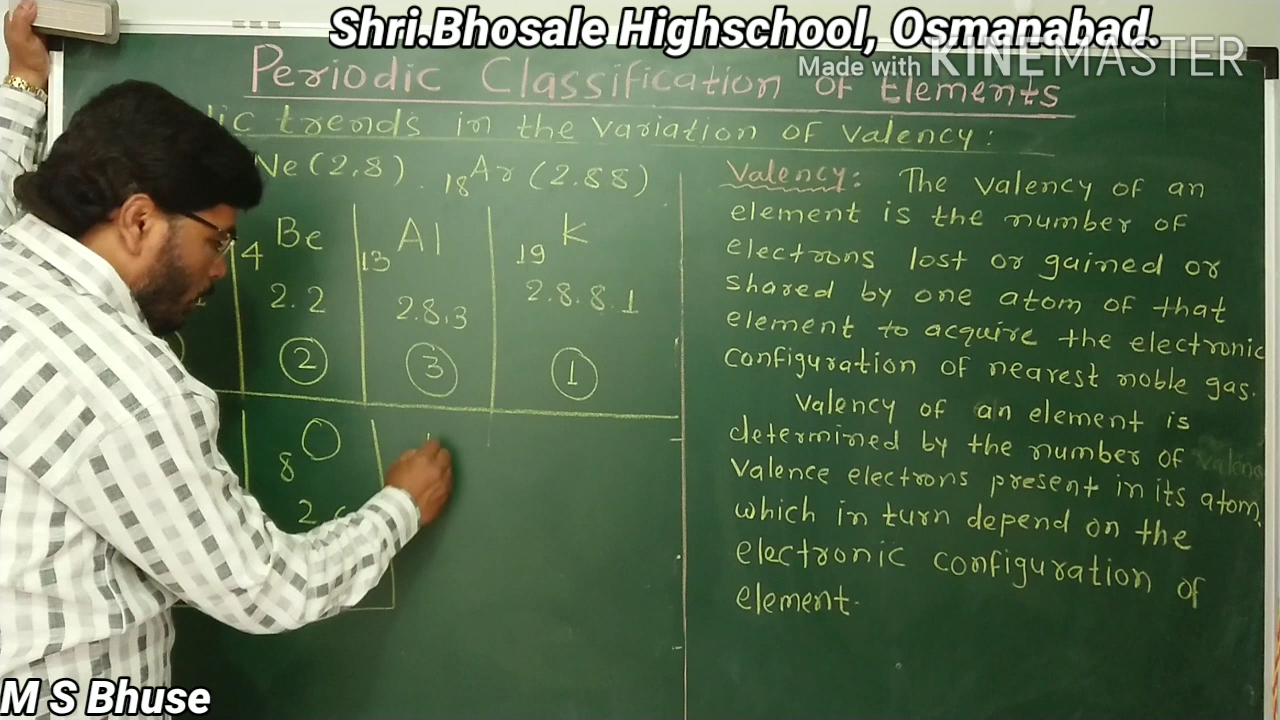 Shri.Bhosale Highschool, Osmanabad.
Made with KINEMASTER
Periodic Classification of Elements
dic trends in the variation of valency:
Ne (2,8). 18Ar (2.88)
4 Be
2.2
2
13 Al
2.8.3
3
19 K
2.8.8.1
1
8 O
2
Valency: The valency of an
element is the number of
electrons lost or gained or
shared by one atom of that
element to acquire the electronic
configuration of nearest noble gas.
Valency of an element is
determined by the number of
Valence electrons present in its atom,
which in turn depend on the
electronic configuration of
element.
M S Bhuse